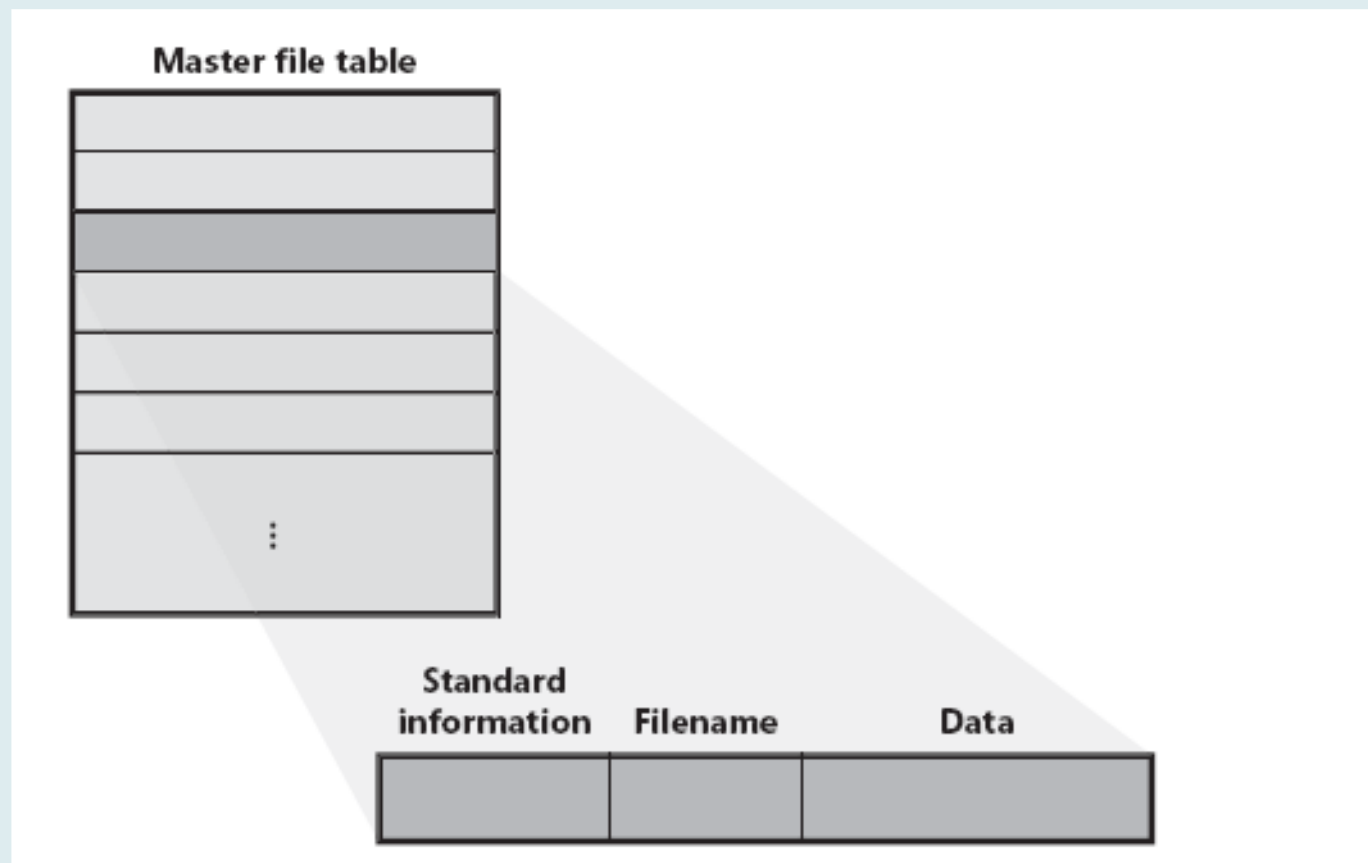 Master file table
⋮
Standard
information
Filename
Data